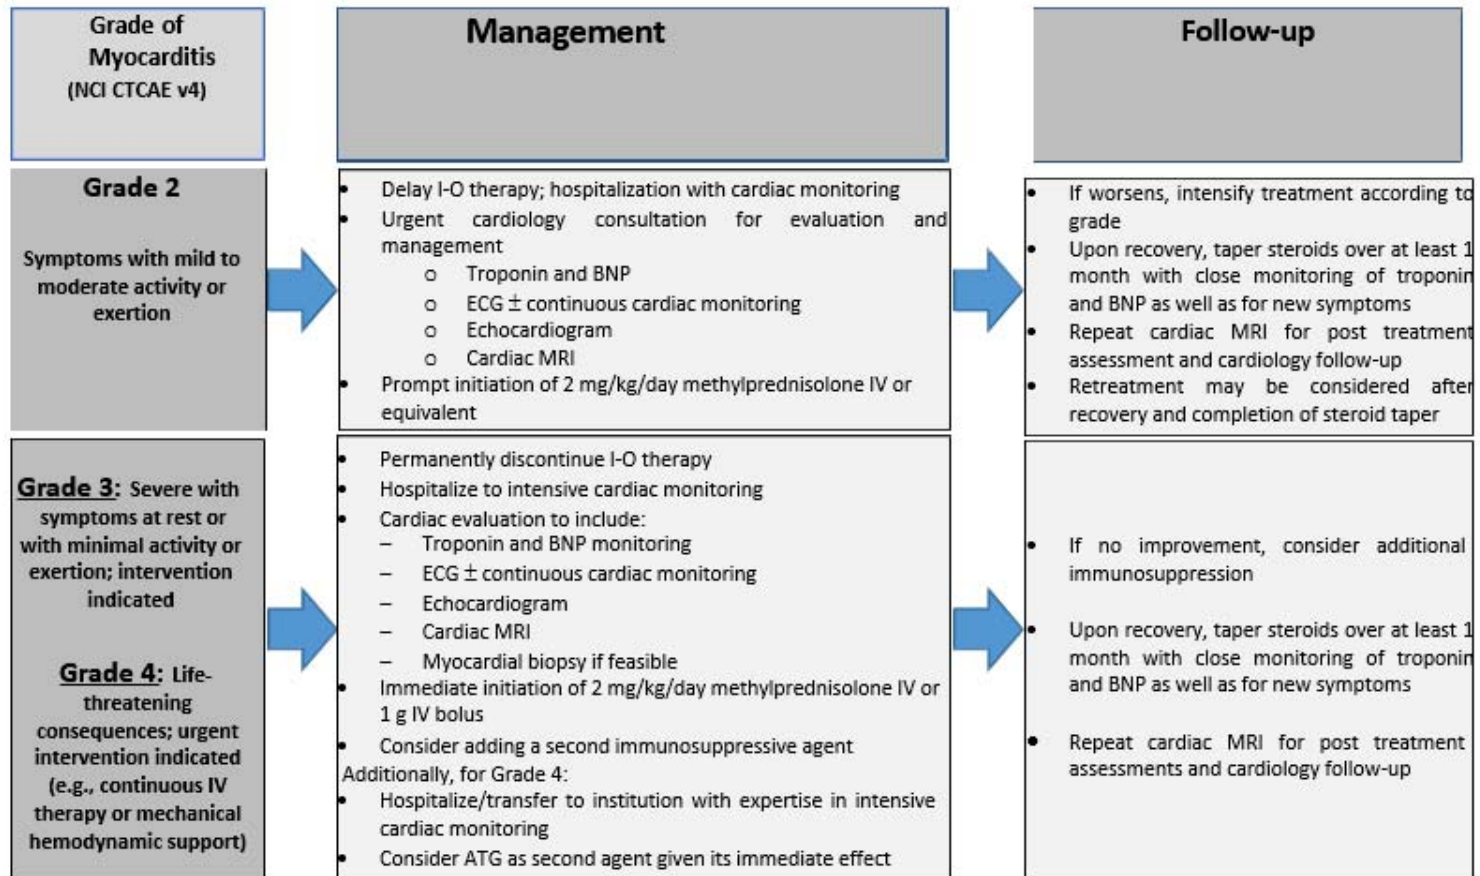 Grade of
Myocarditis
(NCI CTCAE v4)
Management
Follow-up
Grade 2
Symptoms with mild to
moderate activity or
exertion
• Delay I-O therapy; hospitalization with cardiac monitoring
• Urgent cardiology consultation for evaluation and
management
o Troponin and BNP
o ECG ± continuous cardiac monitoring
o Echocardiogram
o Cardiac MRI
• Prompt initiation of 2 mg/kg/day methylprednisolone IV or
equivalent
• If worsens, intensify treatment according to
grade
• Upon recovery, taper steroids over at least 1
month with close monitoring of troponin
and BNP as well as for new symptoms
• Repeat cardiac MRI for post treatment
assessment and cardiology follow-up
• Retreatment may be considered after
recovery and completion of steroid taper
Grade 3: Severe with
symptoms at rest or
with minimal activity or
exertion; intervention
indicated
Grade 4: Life-
threatening
consequences; urgent
intervention indicated
(e.g., continuous IV
therapy or mechanical
hemodynamic support)
• Permanently discontinue I-O therapy
• Hospitalize to intensive cardiac monitoring
• Cardiac evaluation to include:
– Troponin and BNP monitoring
– ECG ± continuous cardiac monitoring
– Echocardiogram
– Cardiac MRI
– Myocardial biopsy if feasible
• Immediate initiation of 2 mg/kg/day methylprednisolone IV or
1 g IV bolus
• Consider adding a second immunosuppressive agent
Additionally, for Grade 4:
• Hospitalize/transfer to institution with expertise in intensive
cardiac monitoring
• Consider ATG as second agent given its immediate effect
• If no improvement, consider additional
immunosuppression
• Upon recovery, taper steroids over at least 1
month with close monitoring of troponin
and BNP as well as for new symptoms
• Repeat cardiac MRI for post treatment
assessments and cardiology follow-up